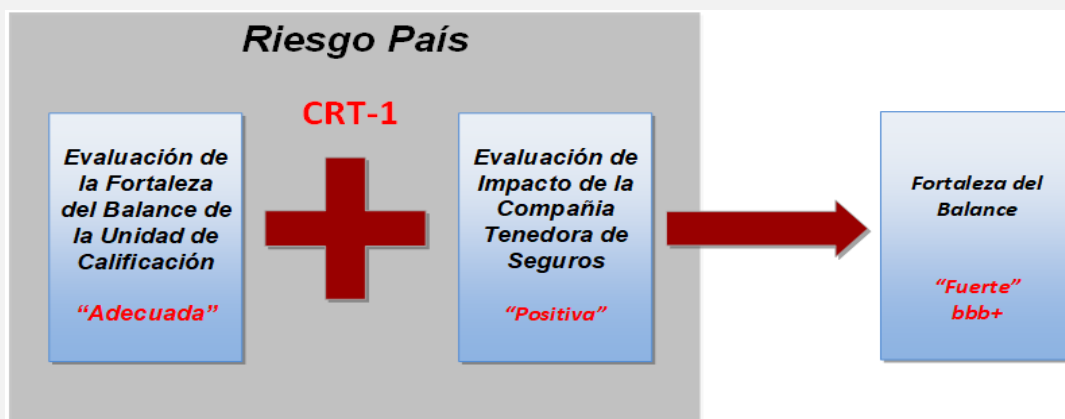 Riesgo País
CRT-1
Evaluación de
la Fortaleza
del Balance de
la Unidad de
Calificación
“Adecuada”
Evaluación de
Impacto de la
Compañia
Tenedora de
Seguros
“Positiva”
Fortaleza del
Balance
“Fuerte”
bbb+